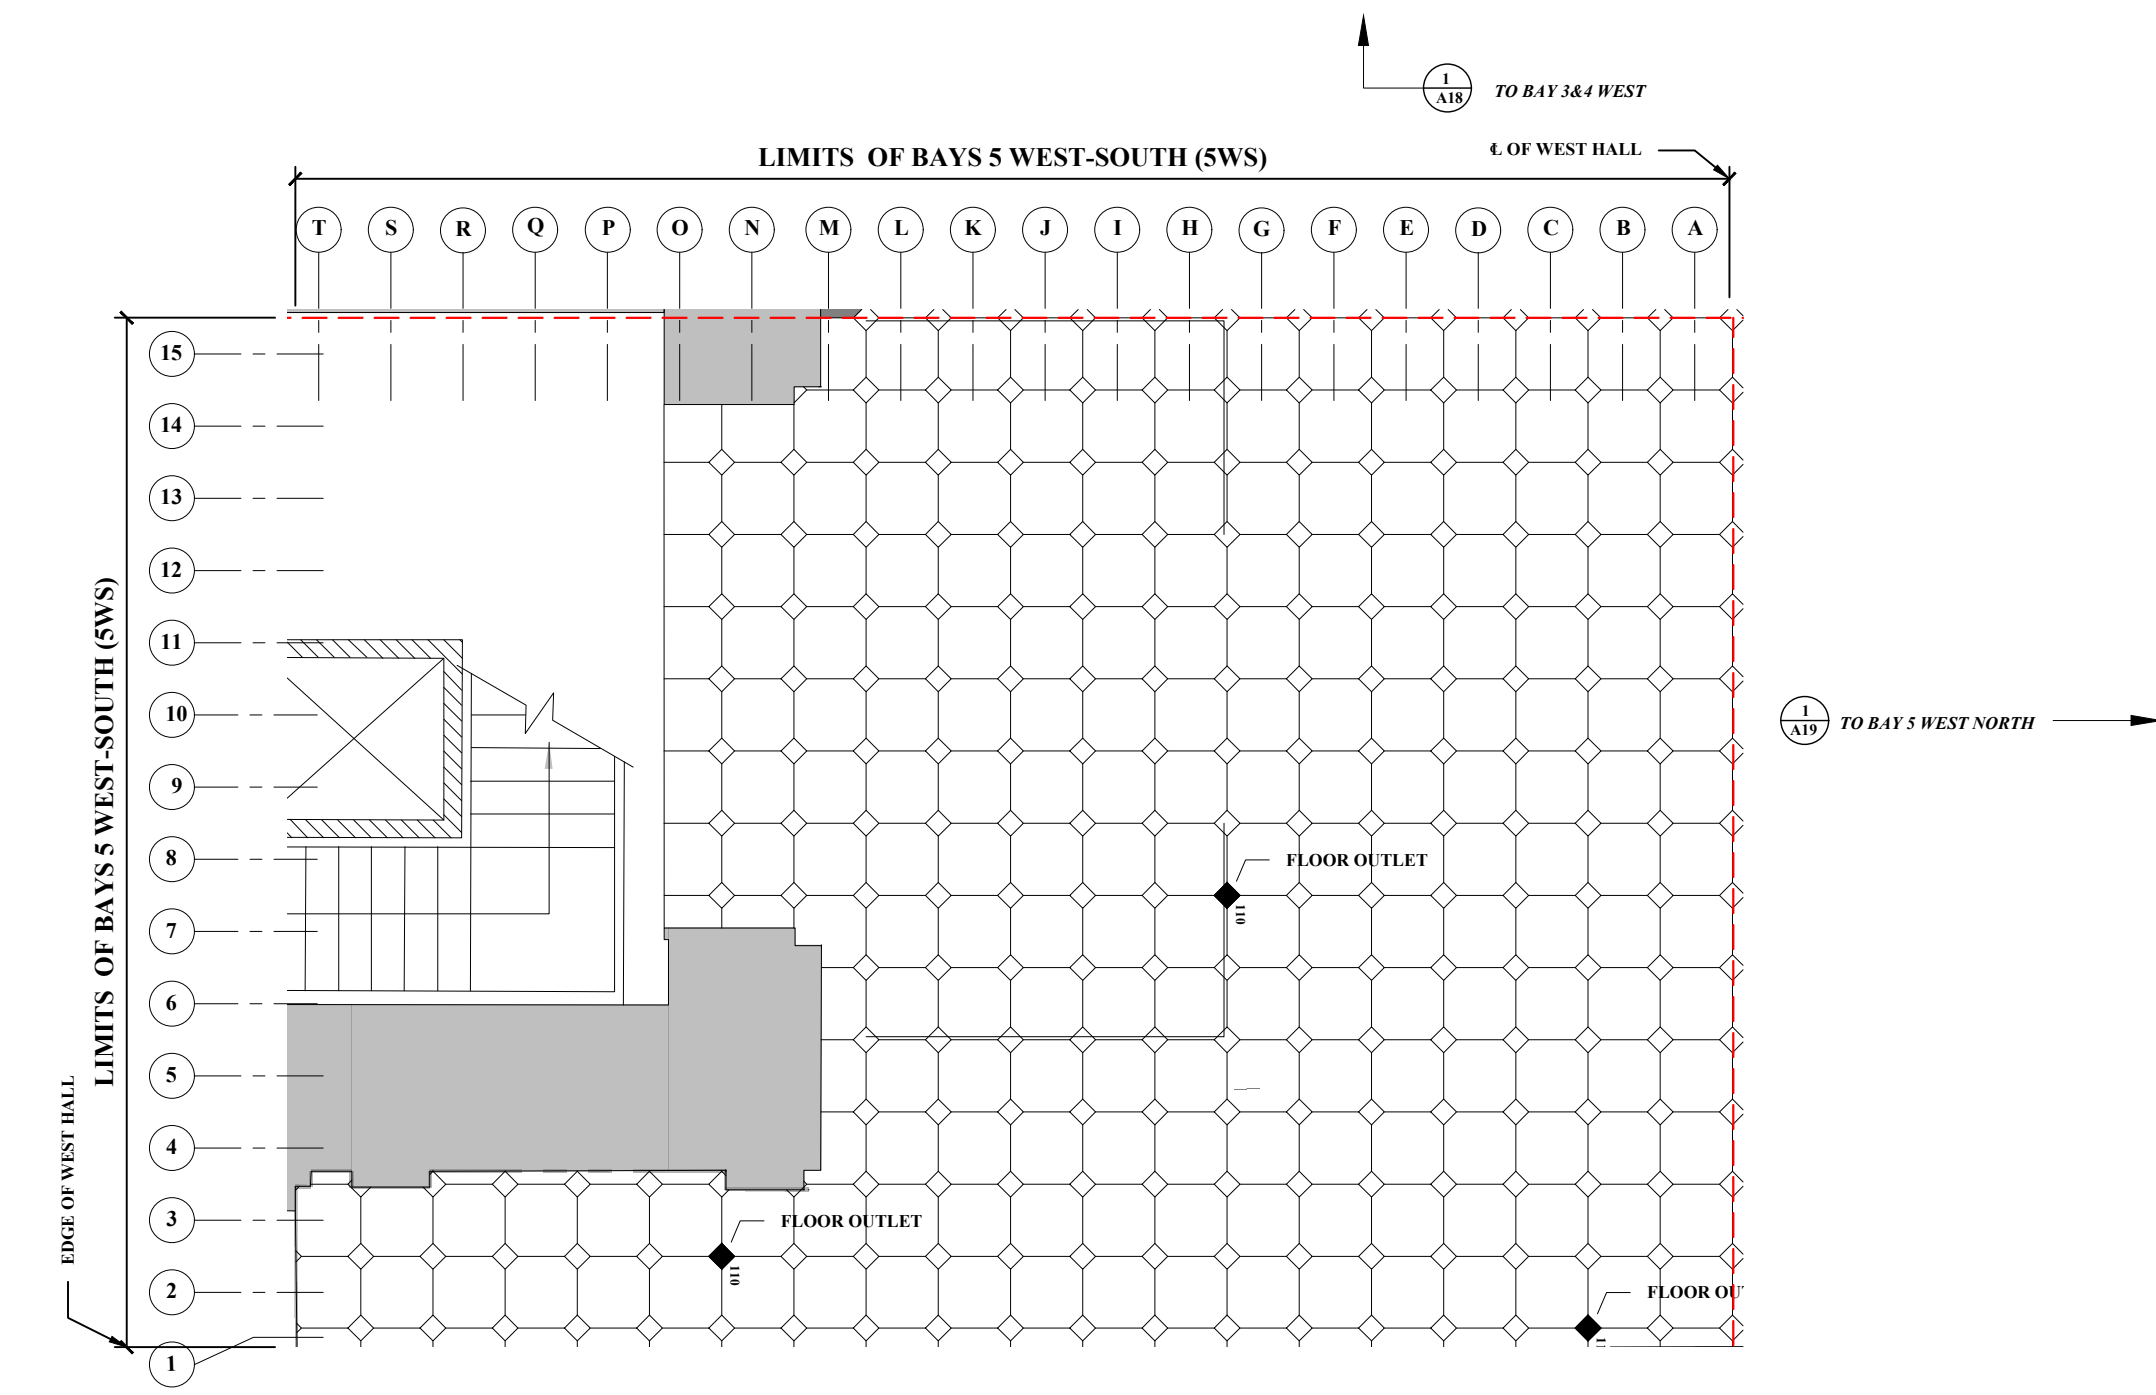 1
A18
TO BAY 3&4 WEST
LIMITS OF BAYS 5 WEST-SOUTH (5WS)
℄ OF WEST HALL
T S R Q P O N M L K J I H G F E D C B A
15
14
13
12
11
10
9
8
7
6
5
4
3
2
1
LIMITS OF BAYS 5 WEST-SOUTH (5WS)
EDGE OF WEST HALL
1
A19
TO BAY 5 WEST NORTH
FLOOR OUTLET
110
FLOOR OUTLET
110
FLOOR OUT